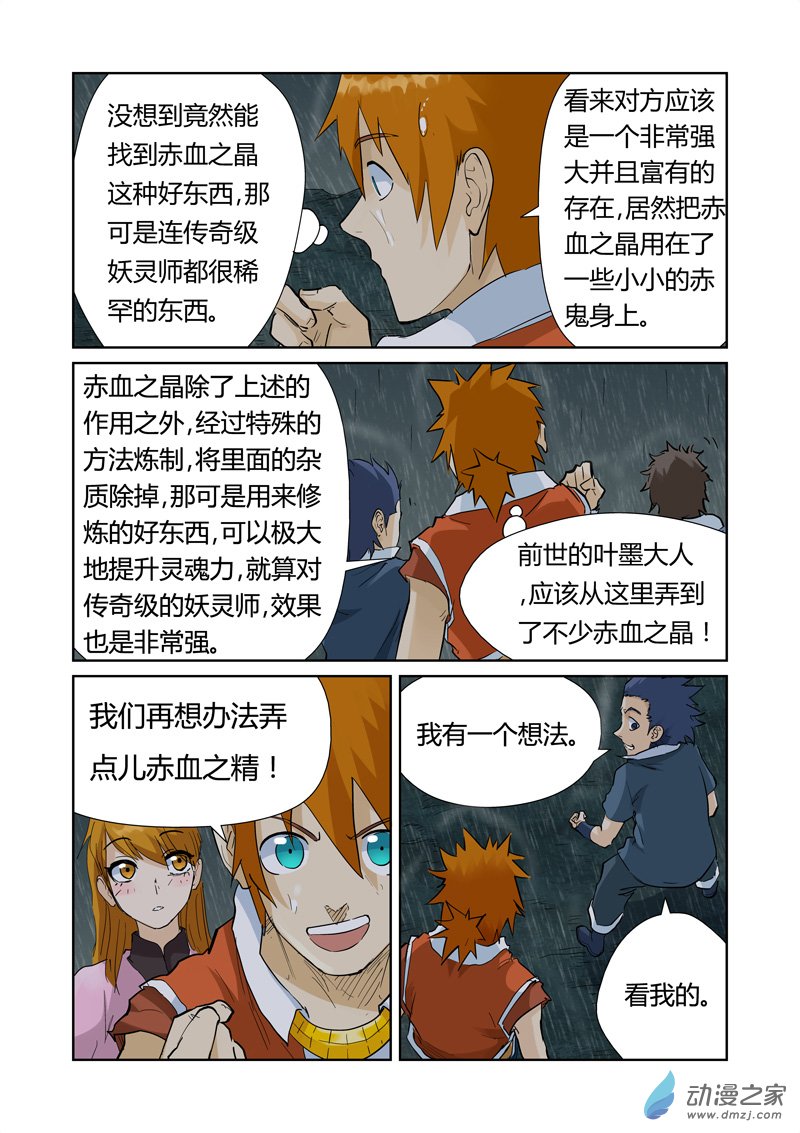 没想到竟然能
找到赤血之晶
这种好东西，那
可是连传奇级
妖灵师都很稀
罕的东西。
看来对方应该
是一个非常强
大并且富有的
存在，居然把赤
血之晶用在了
一些小小的赤
鬼身上。
赤血之晶除了上述的
作用之外，经过特殊的
方法炼制，将里面的杂
质除掉，那可是用来修
炼的好东西，可以极大
地提升灵魂力，就算对
传奇级的妖灵师，效果
也是非常强。
前世的叶墨大人
，应该从这里弄到
了不少赤血之晶！
我们再想办法弄
点儿赤血之精！
我有一个想法。
看我的。
动漫之家
www.dmzj.com